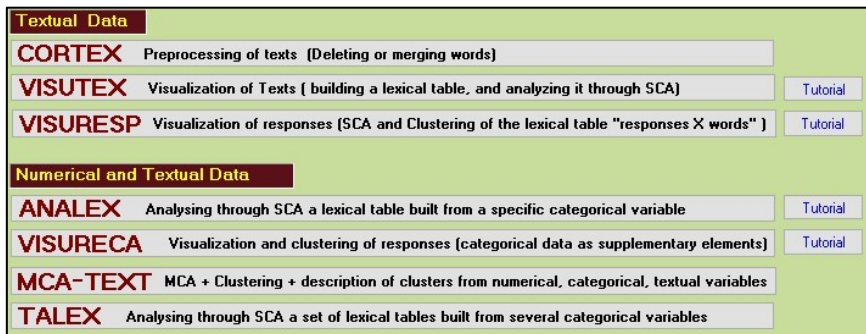 Textual Data
CORTEX Preprocessing of texts (Deleting or merging words)
VISUTEX Visualization of Texts ( building a lexical table, and analyzing it through SCA) Tutorial
VISURESP Visualization of responses (SCA and Clustering of the lexical table "responses X words" ) Tutorial
Numerical and Textual Data
ANALEX Analysing through SCA a lexical table built from a specific categorical variable Tutorial
VISURECA Visualization and clustering of responses (categorical data as supplementary elements) Tutorial
MCA-TEXT MCA + Clustering + description of clusters from numerical, categorical, textual variables
TALEX Analysing through SCA a set of lexical tables built from several categorical variables